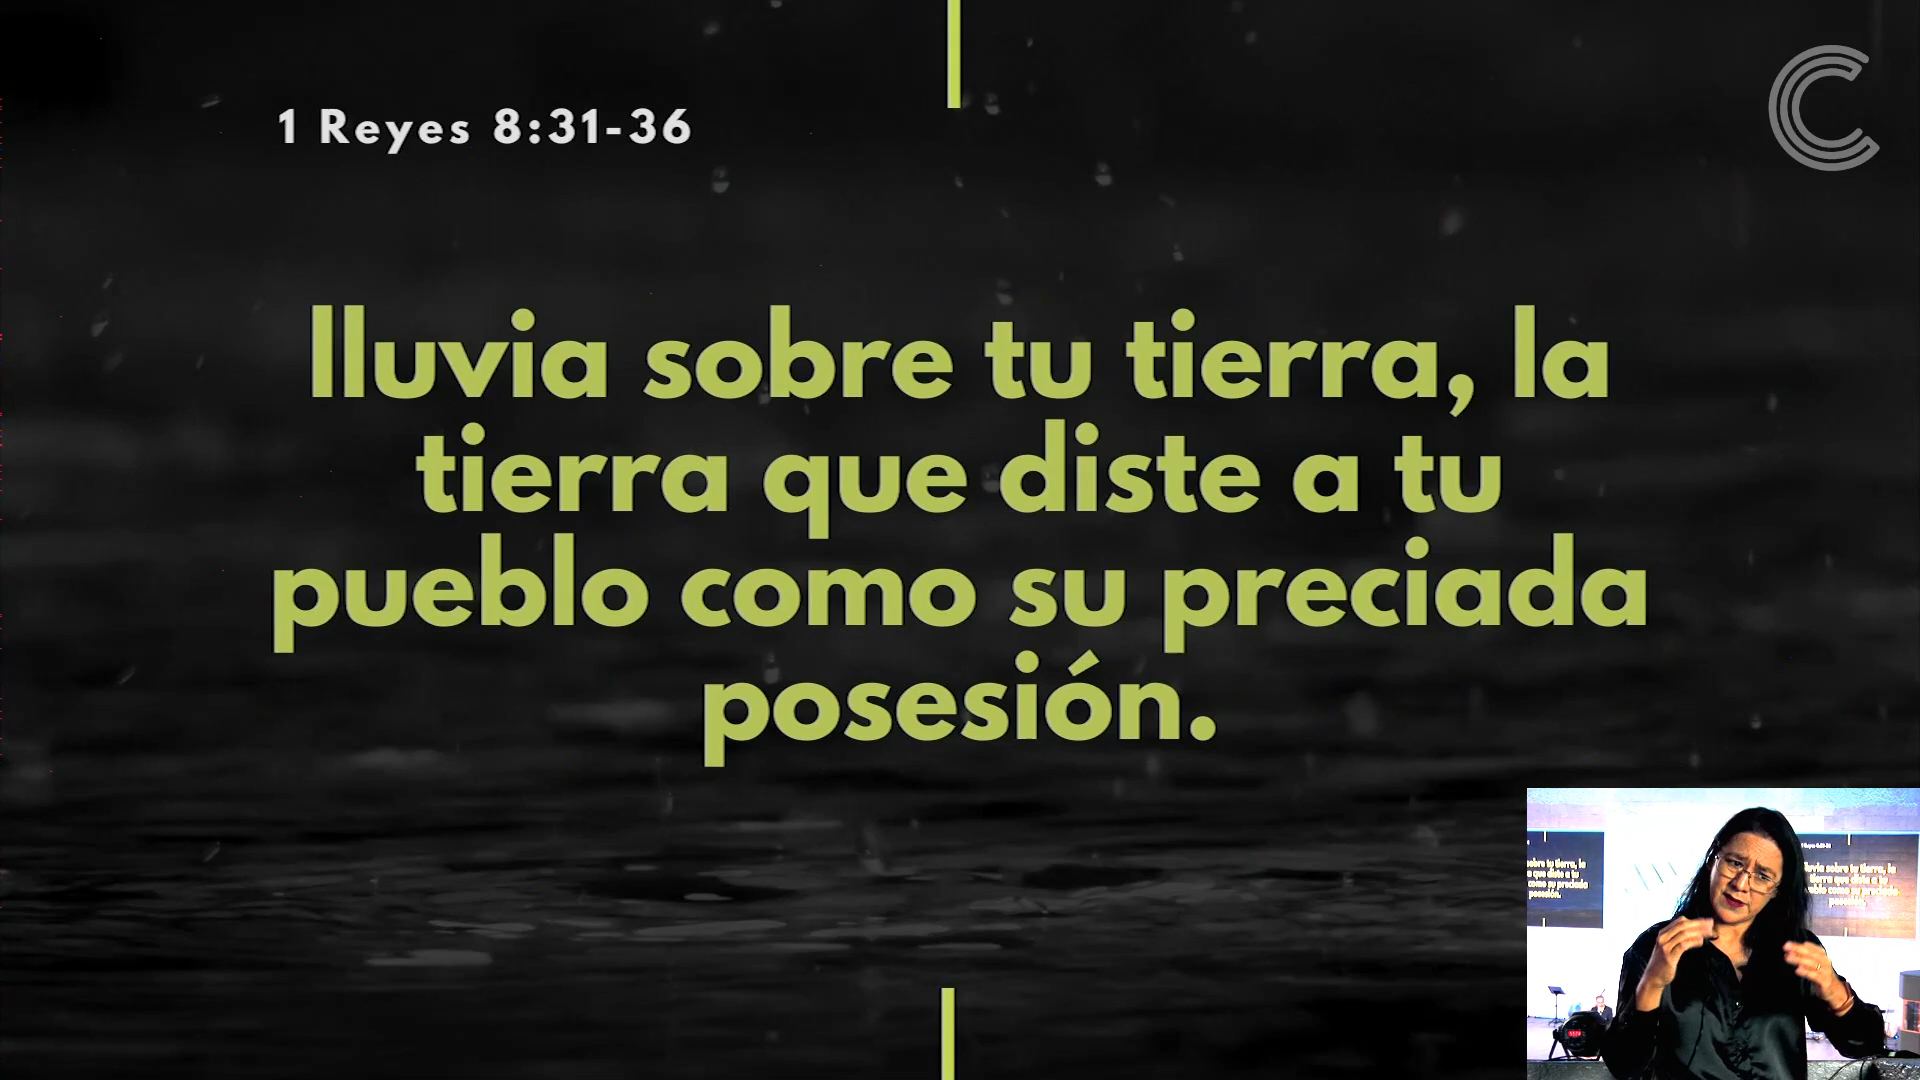 1 Reyes 8:31-36
lluvia sobre tu tierra, la
tierra que diste a tu
pueblo como su preciada
posesión.